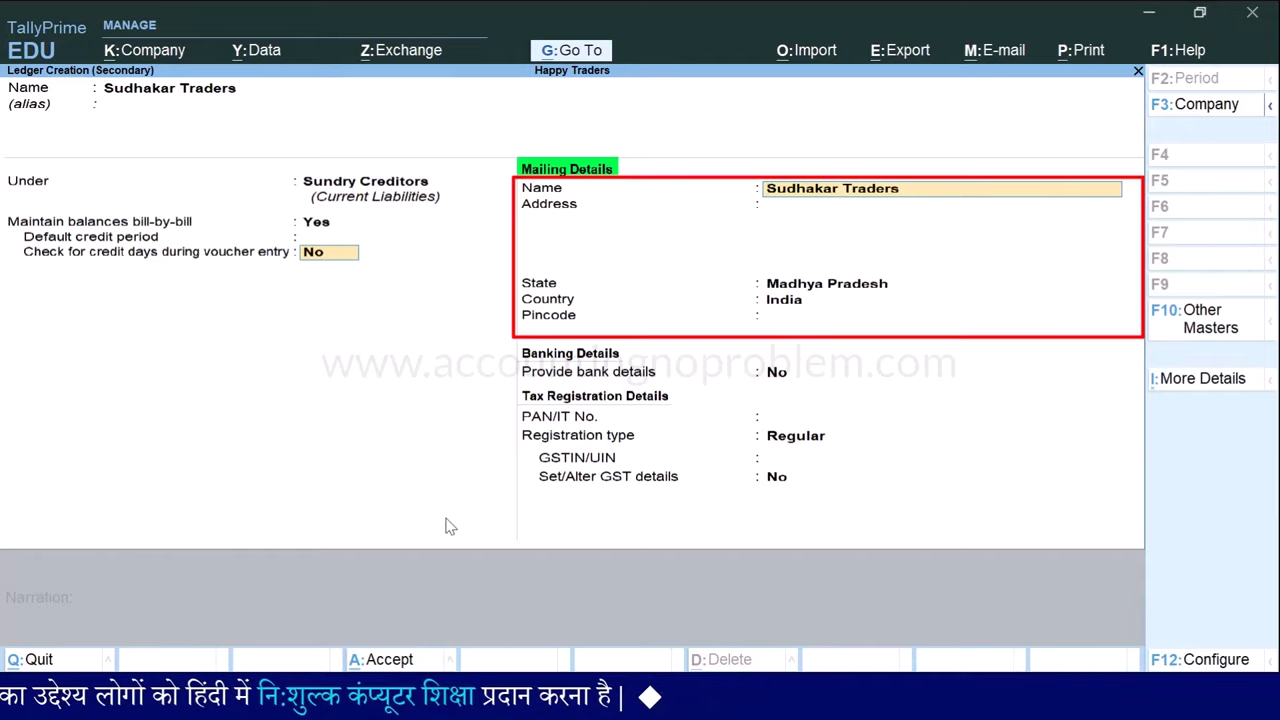 TallyPrime MANAGE
EDU K:Company Y:Data Z:Exchange G:Go To O:Import E:Export M:E-mail P:Print F1:Help
Ledger Creation (Secondary) Happy Traders
Name : Sudhakar Traders
(alias) :
Under : Sundry Creditors
(Current Liabilities)
Maintain balances bill-by-bill : Yes
Default credit period :
Check for credit days during voucher entry : No
Mailing Details
Name : Sudhakar Traders
Address :
State : Madhya Pradesh
Country : India
Pincode :
Banking Details
Provide bank details : No
Tax Registration Details
PAN/IT No. :
Registration type : Regular
GSTIN/UIN :
Set/Alter GST details : No
www.accountingnoproblem.com
F2:Period
F3:Company
F4
F5
F6
F7
F8
F9
F10:Other
Masters
I:More Details
Narration:
Q:Quit A:Accept D:Delete F12:Configure
का उद्देश्य लोगों को हिंदी में नि:शुल्क कंप्यूटर शिक्षा प्रदान करना है |